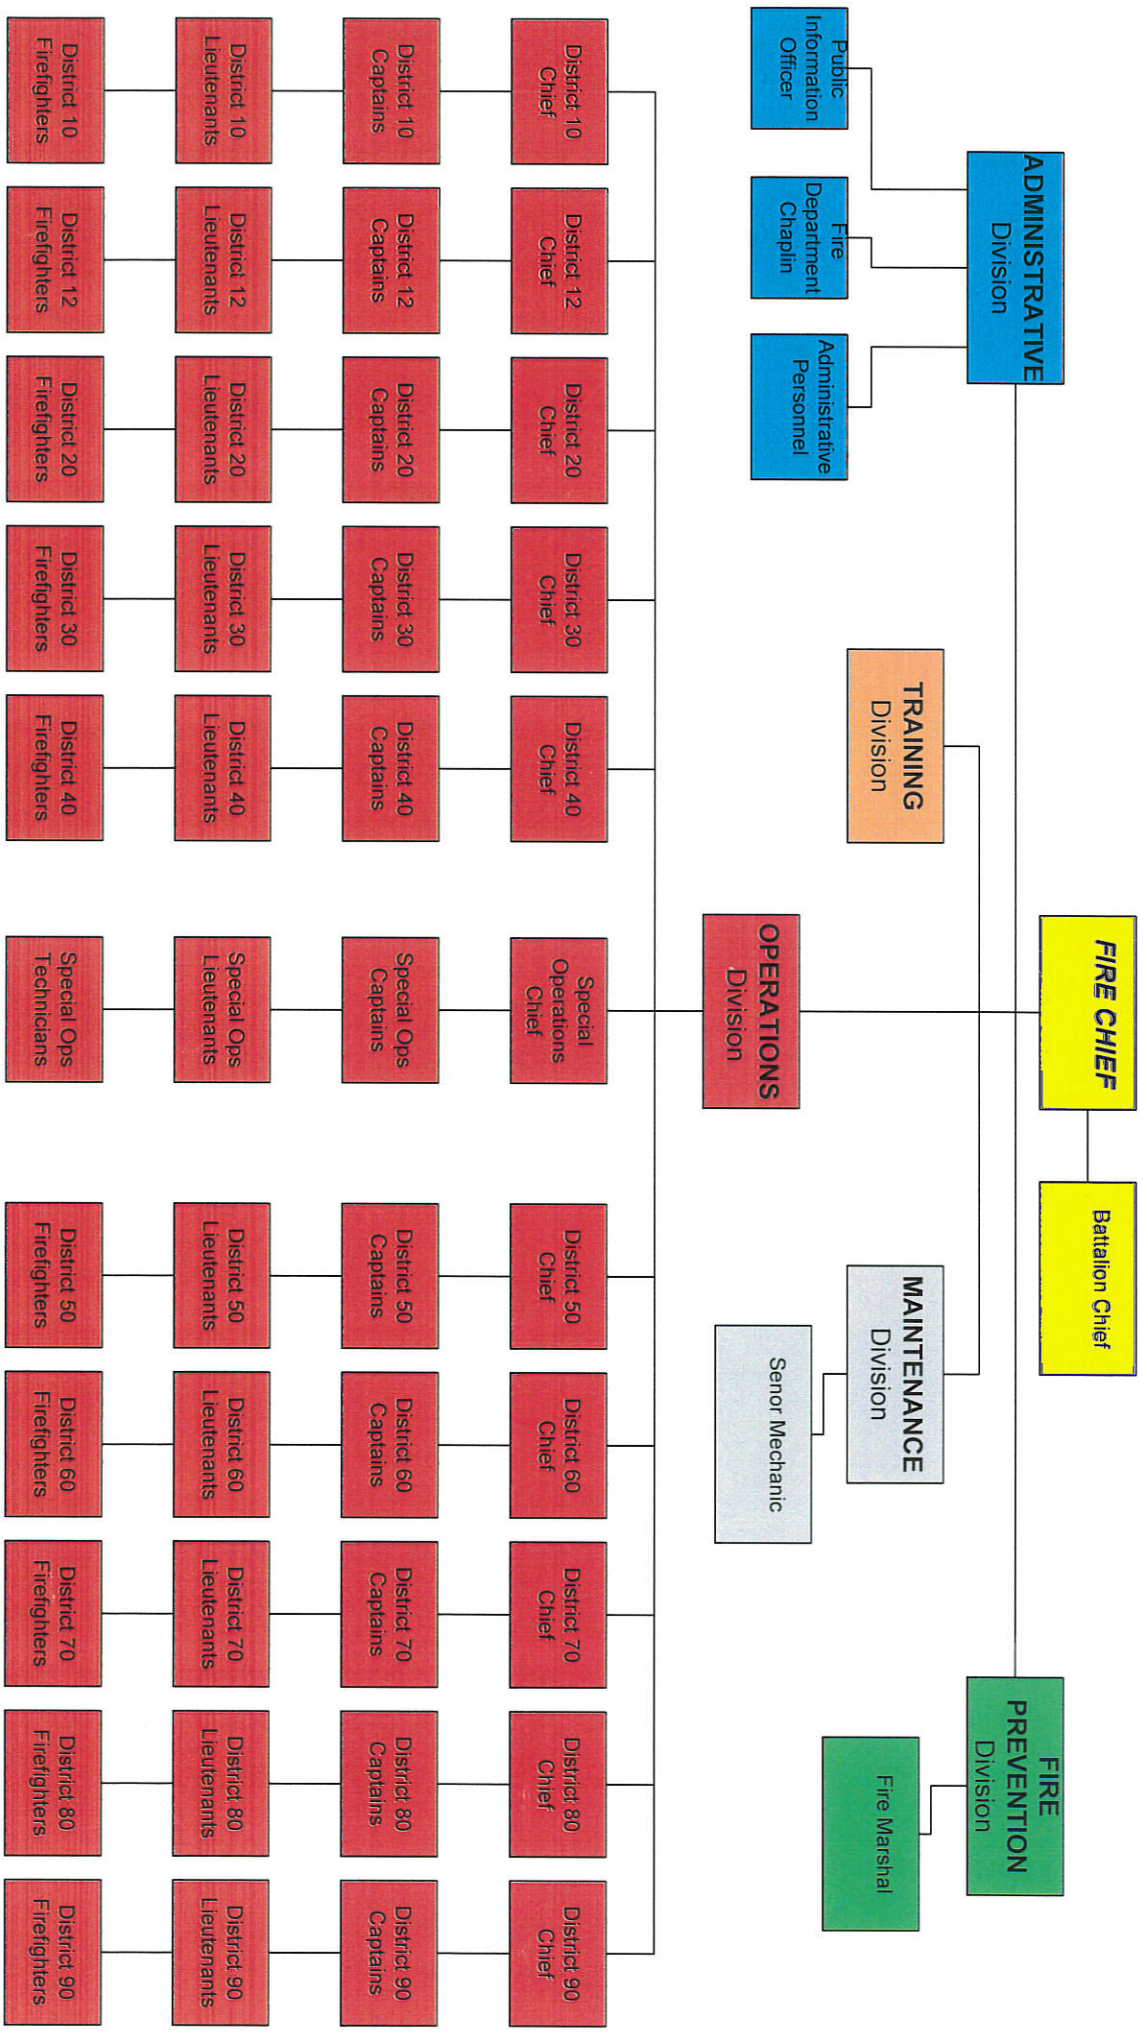 FIRE CHIEF
Battalion Chief
ADMINISTRATIVE
Division
FIRE
PREVENTION
Division
Public
Information
Officer
Fire
Department
Chaplin
Administrative
Personnel
TRAINING
Division
MAINTENANCE
Division
Senor Mechanic
Fire Marshal
OPERATIONS
Division
District 10
Chief
District 12
Chief
District 20
Chief
District 30
Chief
District 40
Chief
Special
Operations
Chief
District 50
Chief
District 60
Chief
District 70
Chief
District 80
Chief
District 90
Chief
District 10
Captains
District 12
Captains
District 20
Captains
District 30
Captains
District 40
Captains
Special Ops
Captains
District 50
Captains
District 60
Captains
District 70
Captains
District 80
Captains
District 90
Captains
District 10
Lieutenants
District 12
Lieutenants
District 20
Lieutenants
District 30
Lieutenants
District 40
Lieutenants
Special Ops
Lieutenants
District 50
Lieutenants
District 60
Lieutenants
District 70
Lieutenants
District 80
Lieutenants
District 90
Lieutenants
District 10
Firefighters
District 12
Firefighters
District 20
Firefighters
District 30
Firefighters
District 40
Firefighters
Special Ops
Technicians
District 50
Firefighters
District 60
Firefighters
District 70
Firefighters
District 80
Firefighters
District 90
Firefighters